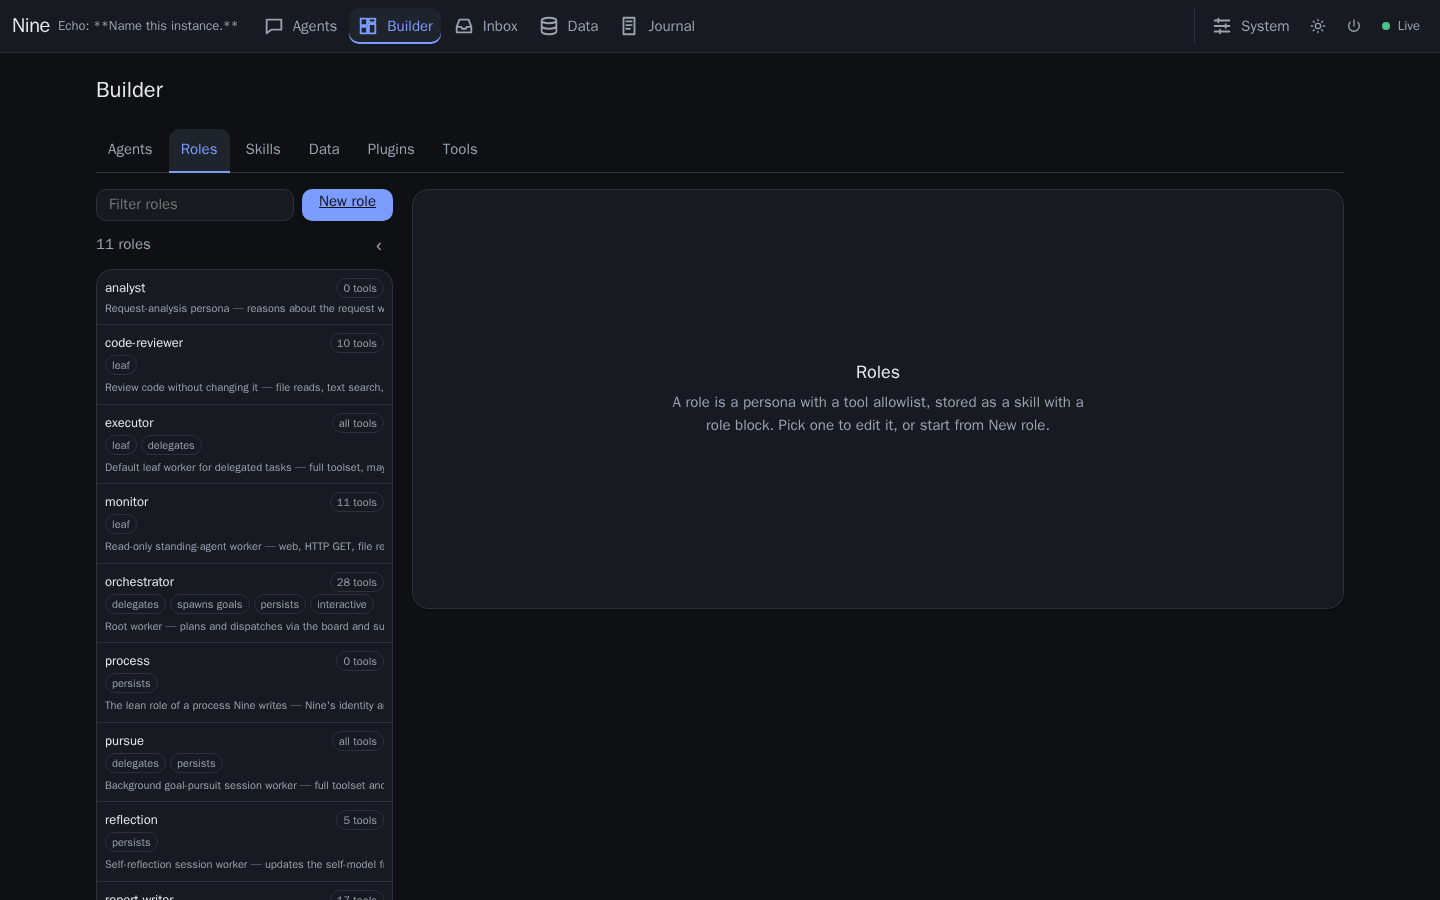 Nine Echo: **Name this instance.** Agents Builder Inbox Data Journal System Live
Builder
Agents Roles Skills Data Plugins Tools
Filter roles New role
11 roles
analyst 0 tools
Request-analysis persona — reasons about the request w
code-reviewer 10 tools
leaf
Review code without changing it — file reads, text search,
executor all tools
leaf delegates
Default leaf worker for delegated tasks — full toolset, may
monitor 11 tools
leaf
Read-only standing-agent worker — web, HTTP GET, file re
orchestrator 28 tools
delegates spawns goals persists interactive
Root worker — plans and dispatches via the board and su
process 0 tools
persists
The lean role of a process Nine writes — Nine's identity a
pursue all tools
delegates persists
Background goal-pursuit session worker — full toolset and
reflection 5 tools
persists
Self-reflection session worker — updates the self-model f
report-writer 17 tools
Roles
A role is a persona with a tool allowlist, stored as a skill with a
role block. Pick one to edit it, or start from New role.